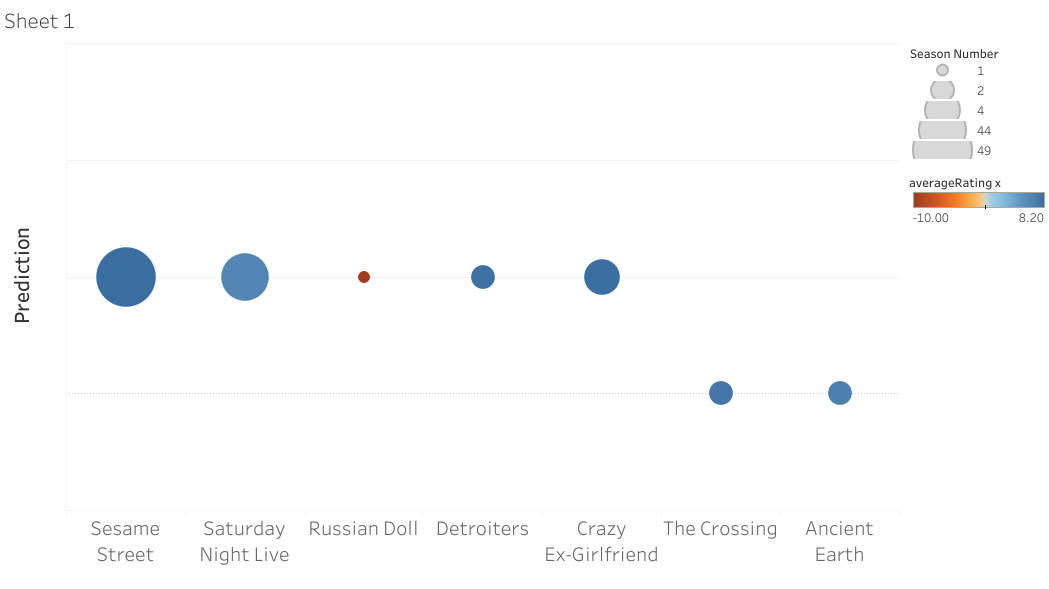 Sheet 1
Prediction
Sesame
Street
Saturday
Night Live
Russian Doll
Detroiters
Crazy
Ex-Girlfriend
The Crossing
Ancient
Earth
Season Number
1
2
4
44
49
averageRating x
-10.00
8.20